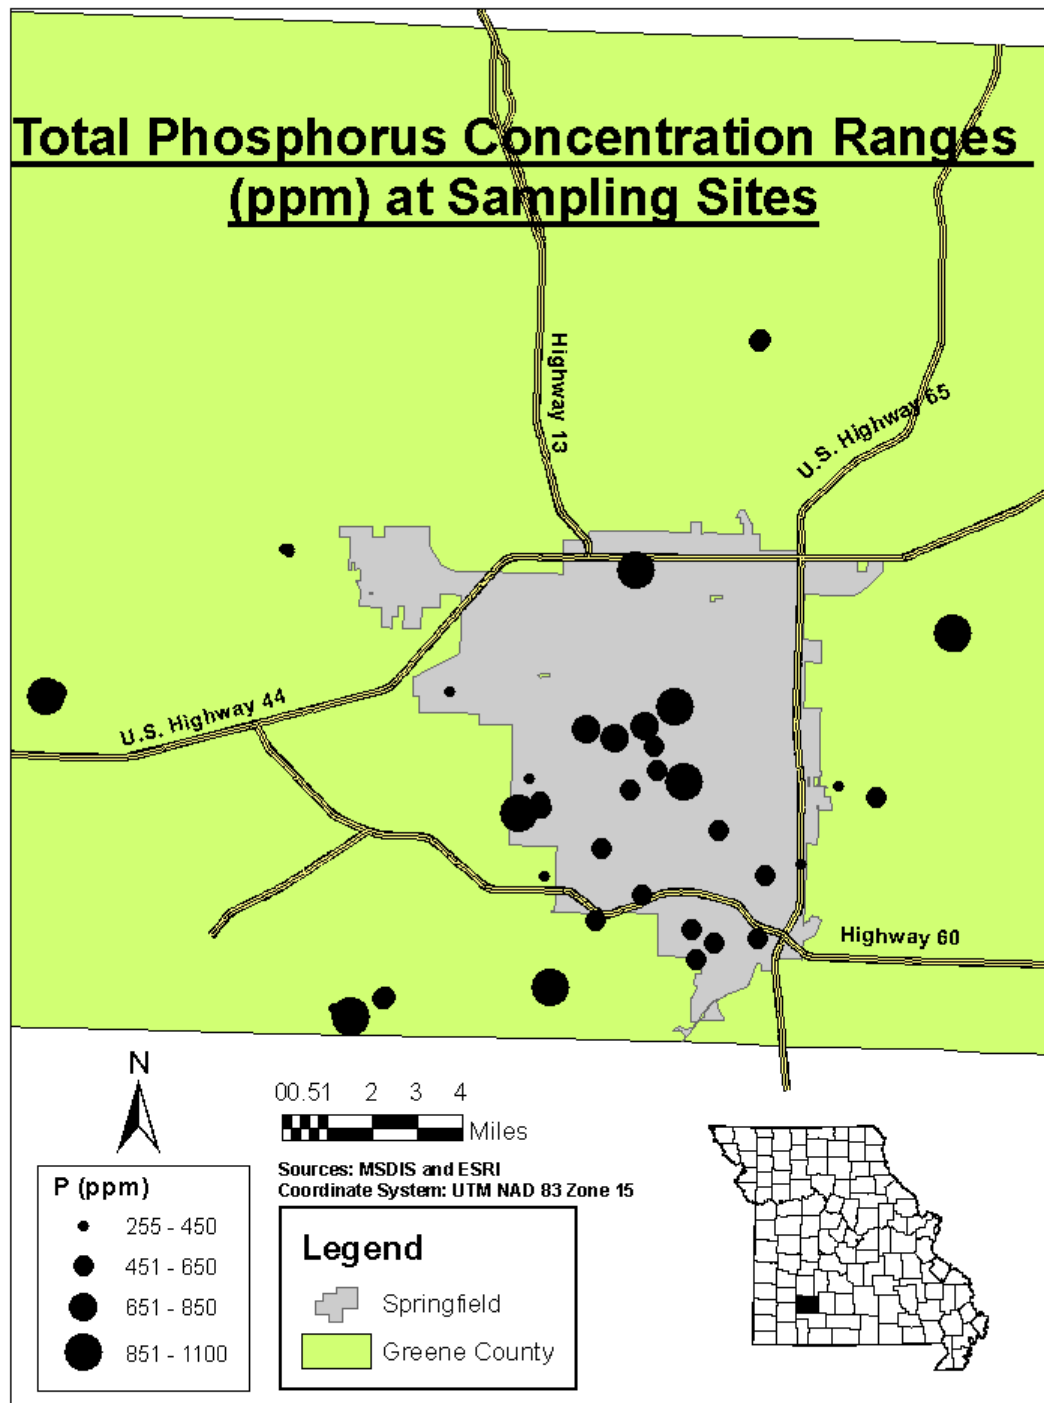 Total Phosphorus Concentration Ranges
(ppm) at Sampling Sites
Highway 13
U.S. Highway 65
U.S. Highway 44
Highway 60
N
00.51 2 3 4
Miles
Sources: MSDIS and ESRI
Coordinate System: UTM NAD 83 Zone 15
P (ppm)
255 - 450
451 - 650
651 - 850
851 - 1100
Legend
Springfield
Greene County